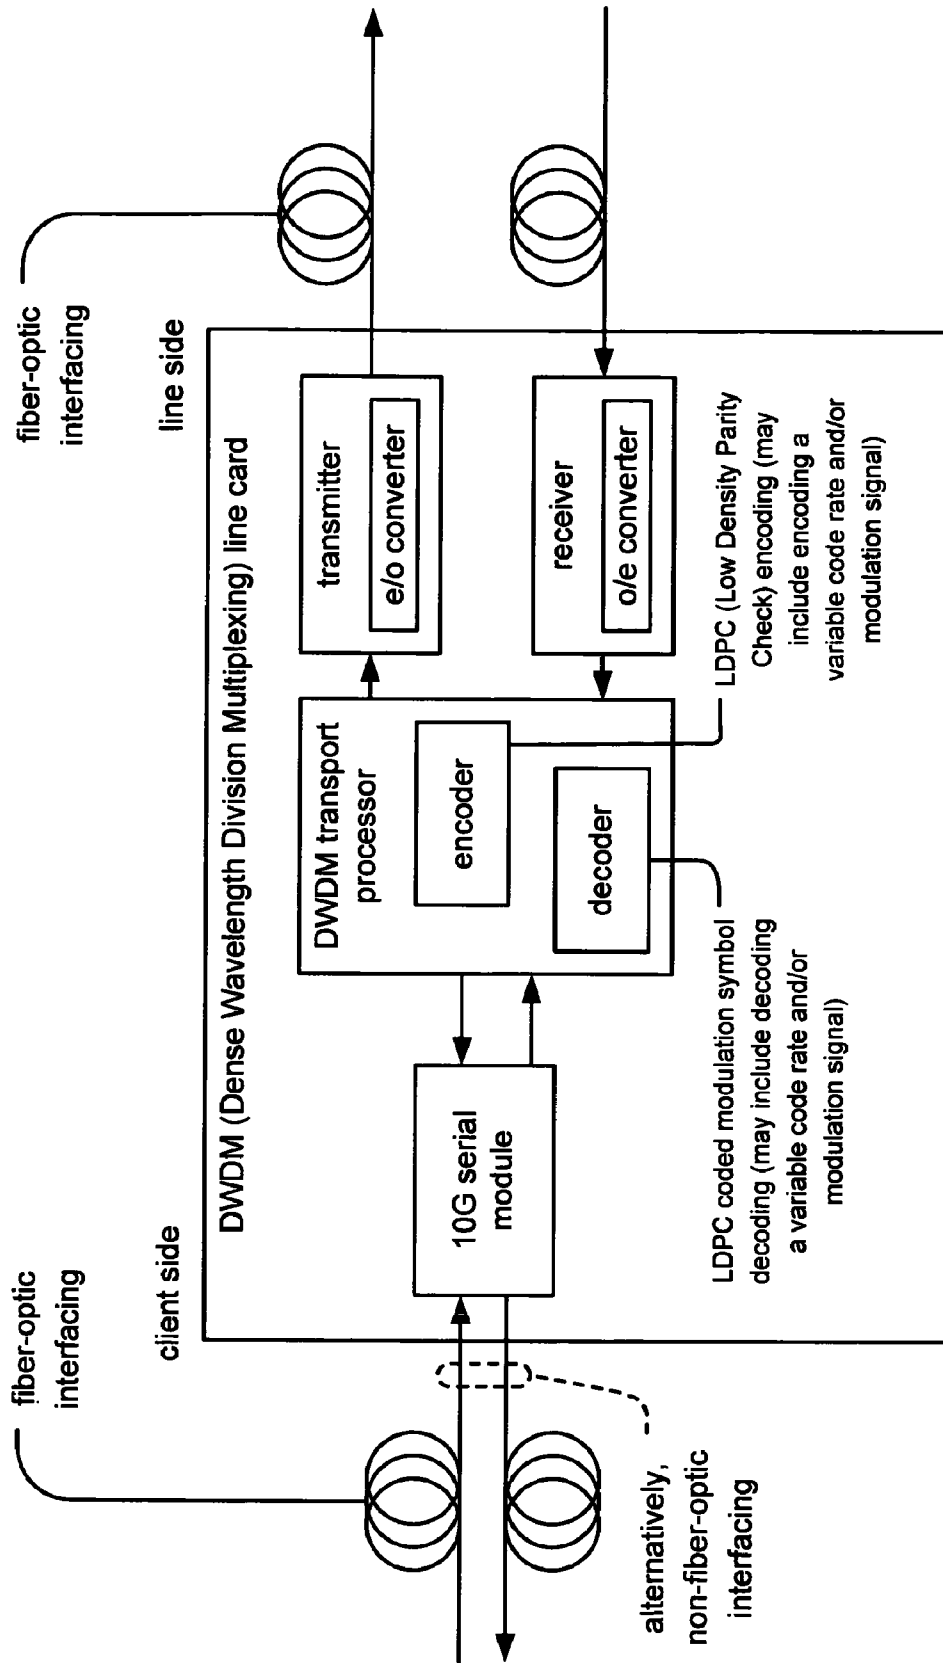 fiber-optic
interfacing
fiber-optic
interfacing
client side
line side
DWDM (Dense Wavelength Division Multiplexing) line card
10G serial
module
DWDM transport
processor
encoder
decoder
transmitter
e/o converter
receiver
o/e converter
alternatively,
non-fiber-optic
interfacing
LDPC coded modulation symbol
decoding (may include decoding
a variable code rate and/or
modulation signal)
LDPC (Low Density Parity
Check) encoding (may
include encoding a
variable code rate and/or
modulation signal)